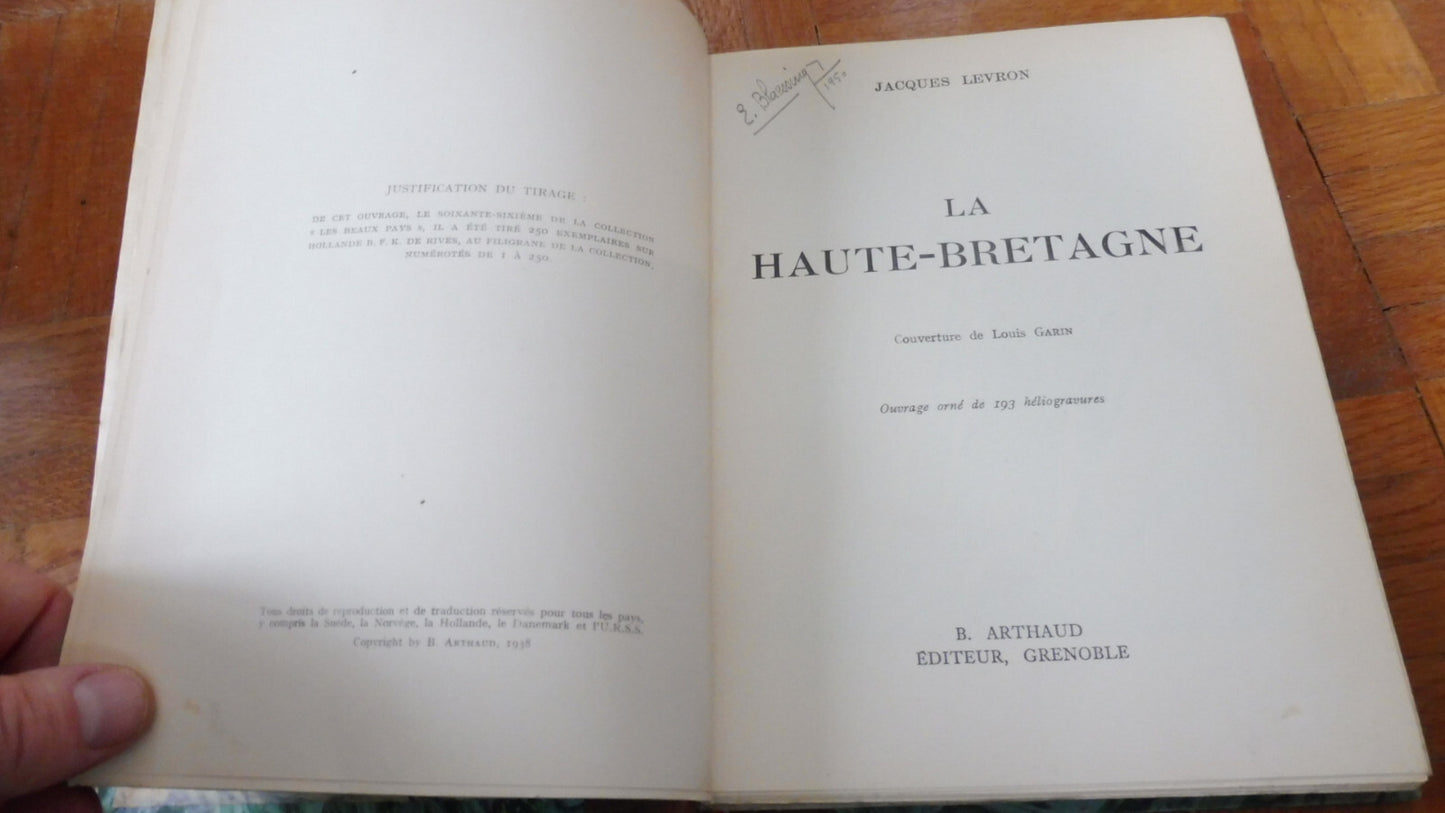 JUSTIFICATION DU TIRAGE :
DE CET OUVRAGE, LE SOIXANTE-SIXIÈME DE LA COLLECTION
« LES BEAUX PAYS », IL A ÉTÉ TIRÉ 250 EXEMPLAIRES SUR
HOLLANDE B. F. K. DE RIVES, AU FILIGRANE DE LA COLLECTION,
NUMÉROTÉS DE 1 À 250.
Tous droits de reproduction et de traduction réservés pour tous les pays,
y compris la Suède, la Norvège, la Hollande, le Danemark et l'U.R.S.S.
Copyright by B. ARTHAUD, 1938
E. Blaessing
195
JACQUES LEVRON
LA
HAUTE-BRETAGNE
Couverture de Louis GARIN
Ouvrage orné de 193 héliogravures
B. ARTHAUD
ÉDITEUR, GRENOBLE